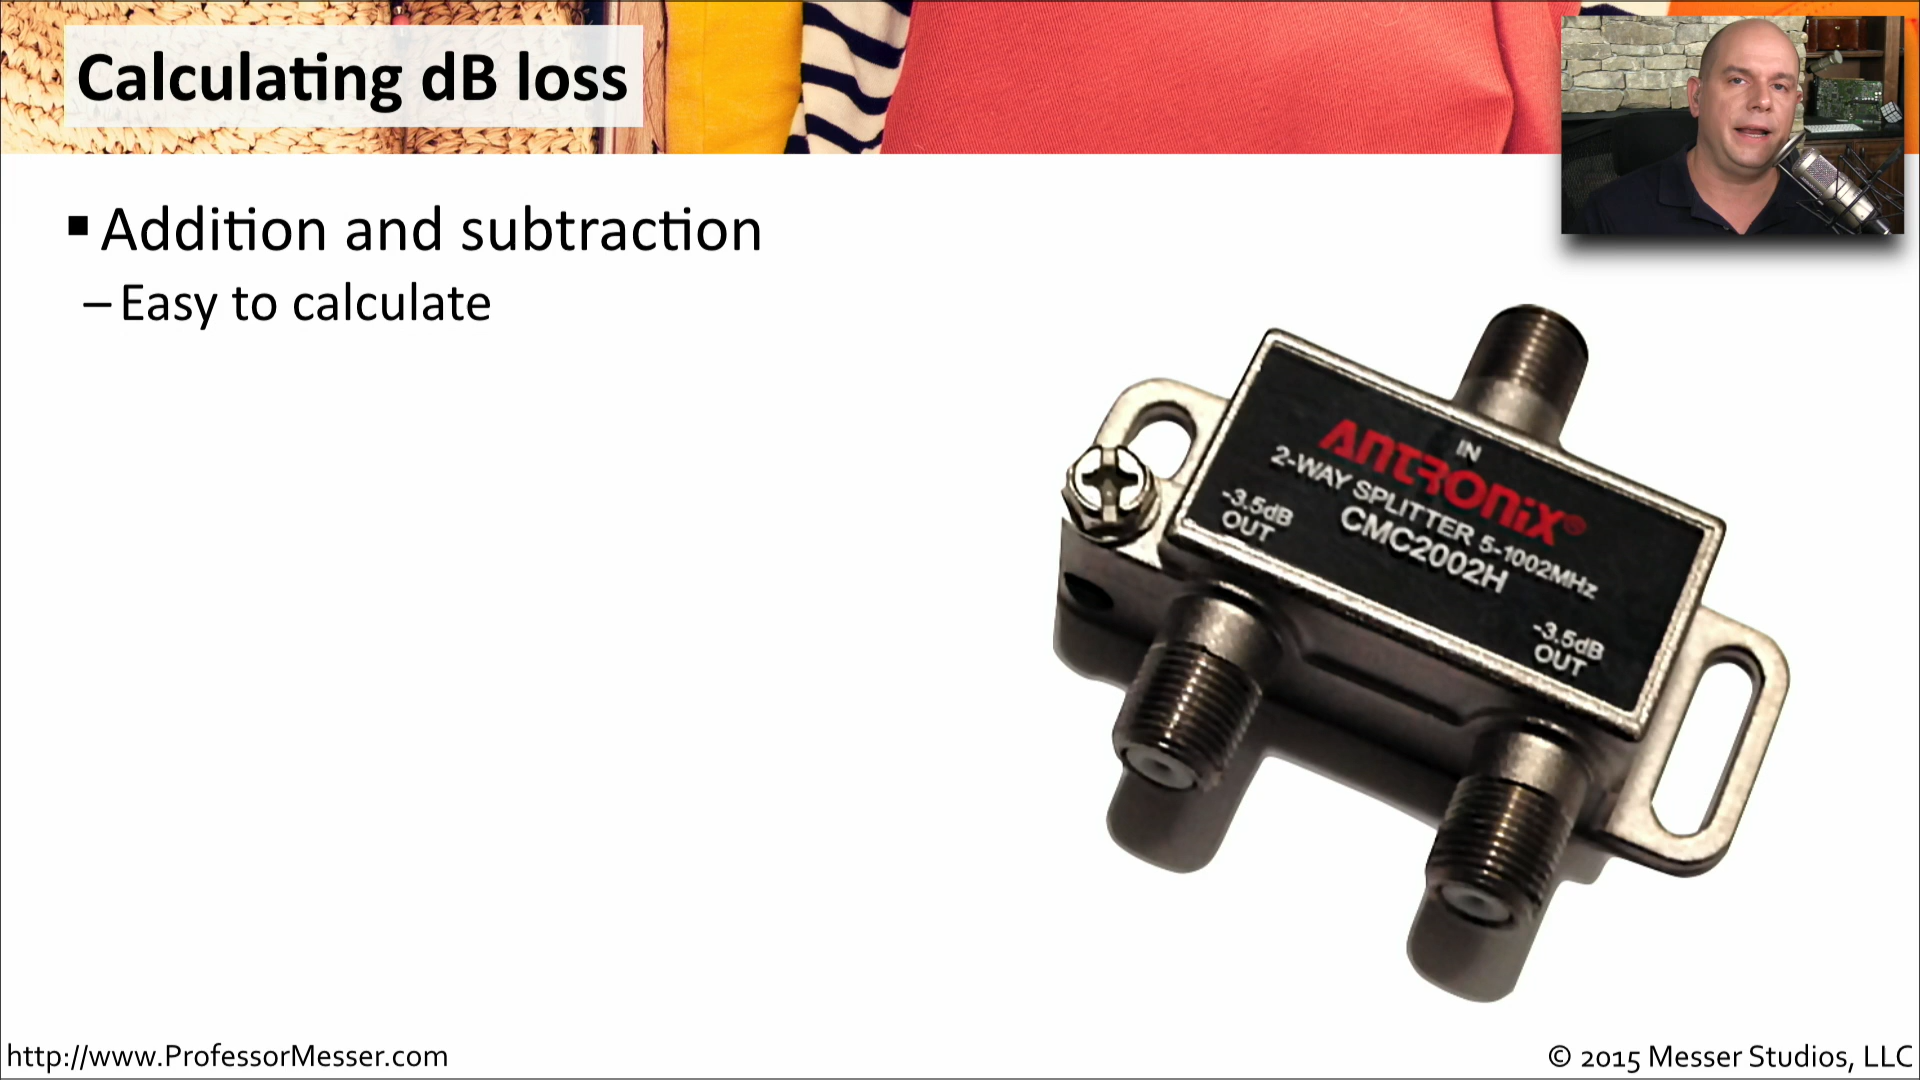 Calculating dB loss
▪ Addition and subtraction
– Easy to calculate
IN
ANTRONiX®
2-WAY SPLITTER 5-1002MHz
CMC2002H
-3.5dB
OUT
-3.5dB
OUT
http://www.ProfessorMesser.com
© 2015 Messer Studios, LLC